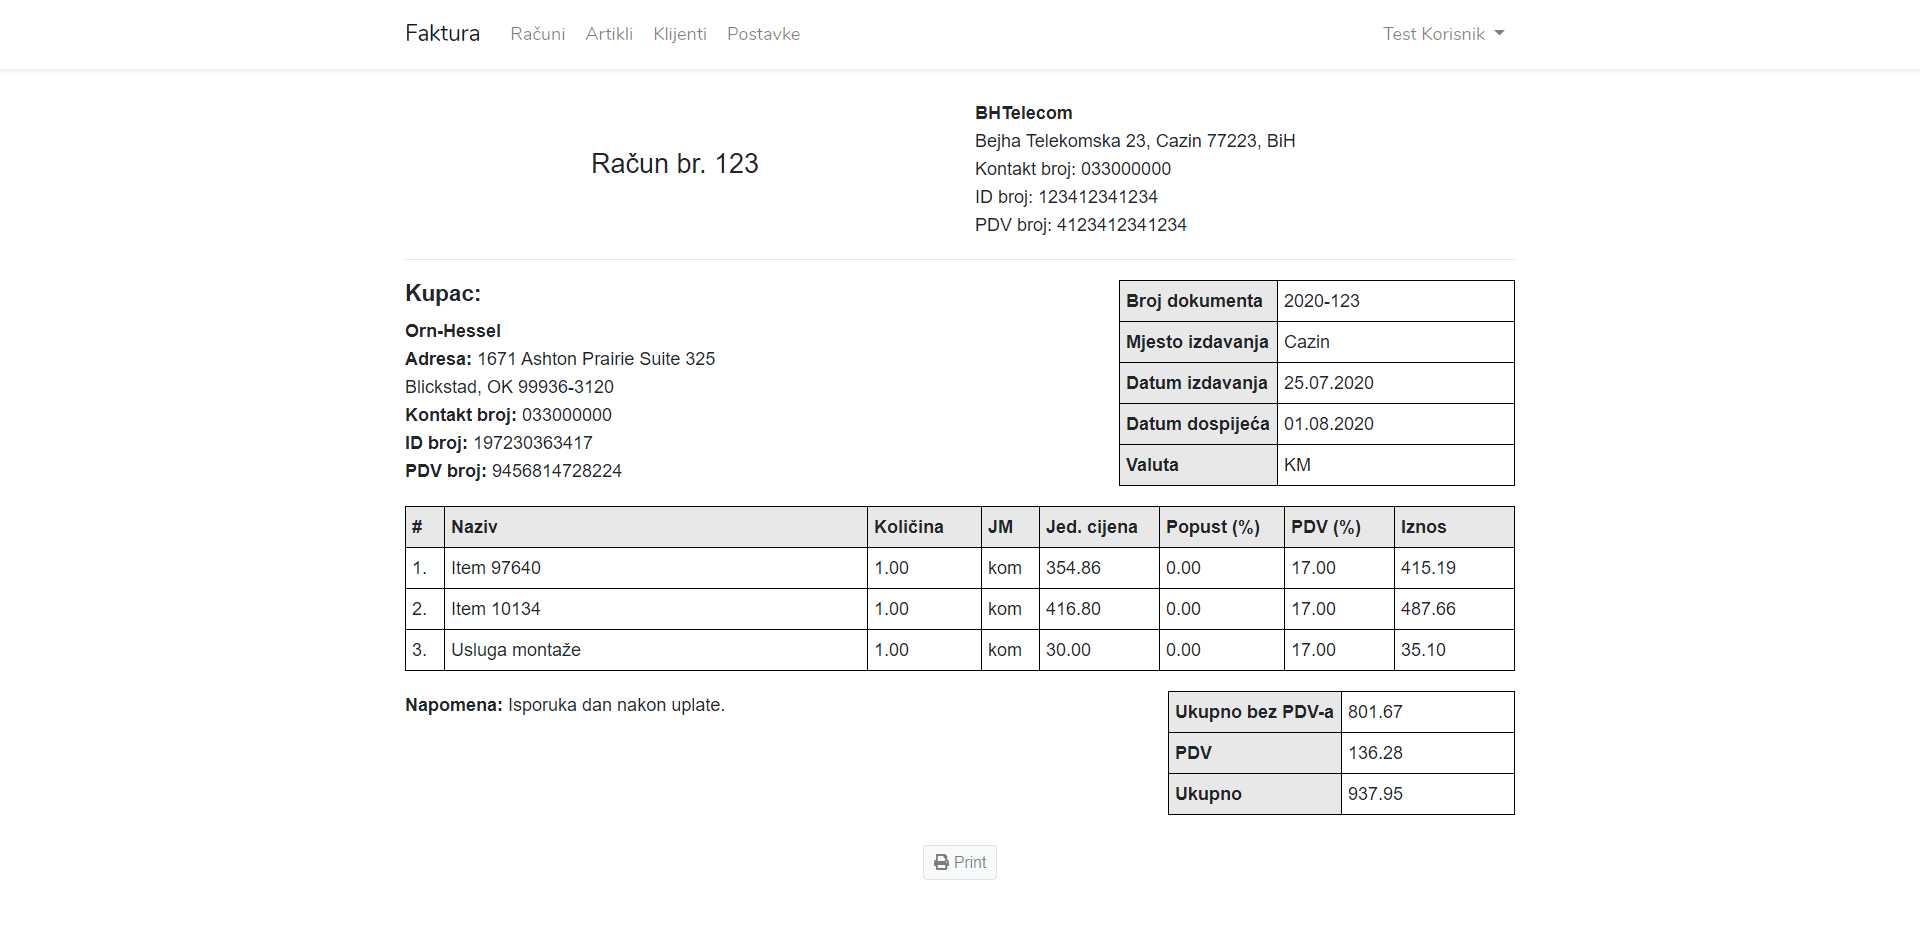 Faktura Računi Artikli Klijenti Postavke Test Korisnik
Račun br. 123
BHTelecom
Bejha Telekomska 23, Cazin 77223, BiH
Kontakt broj: 033000000
ID broj: 123412341234
PDV broj: 4123412341234
Kupac:
Orn-Hessel
Adresa: 1671 Ashton Prairie Suite 325
Blickstad, OK 99936-3120
Kontakt broj: 033000000
ID broj: 197230363417
PDV broj: 9456814728224
Broj dokumenta 2020-123
Mjesto izdavanja Cazin
Datum izdavanja 25.07.2020
Datum dospijeća 01.08.2020
Valuta KM
# Naziv Količina JM Jed. cijena Popust (%) PDV (%) Iznos
1. Item 97640 1.00 kom 354.86 0.00 17.00 415.19
2. Item 10134 1.00 kom 416.80 0.00 17.00 487.66
3. Usluga montaže 1.00 kom 30.00 0.00 17.00 35.10
Napomena: Isporuka dan nakon uplate.
Ukupno bez PDV-a 801.67
PDV 136.28
Ukupno 937.95
Print